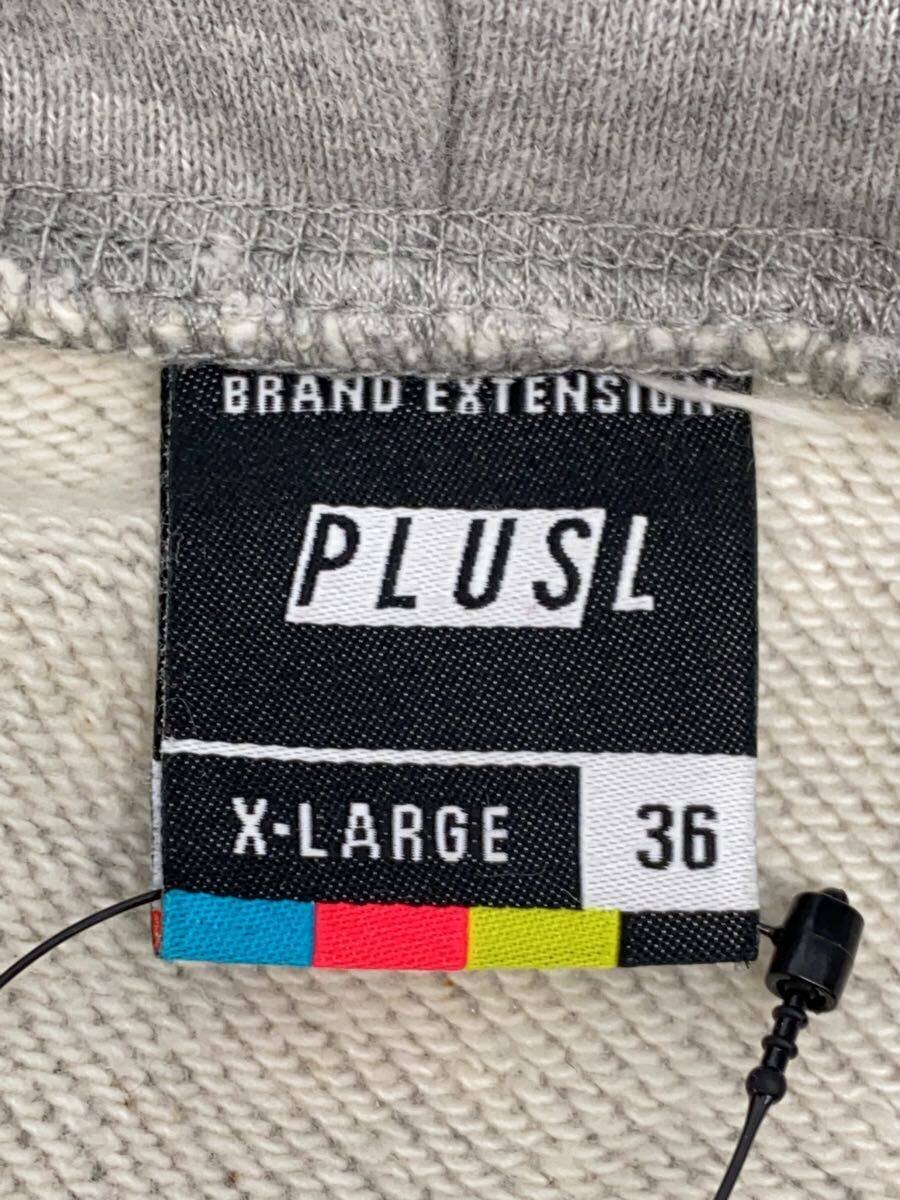 BRAND EXTENSION
PLUSL
X-LARGE
36